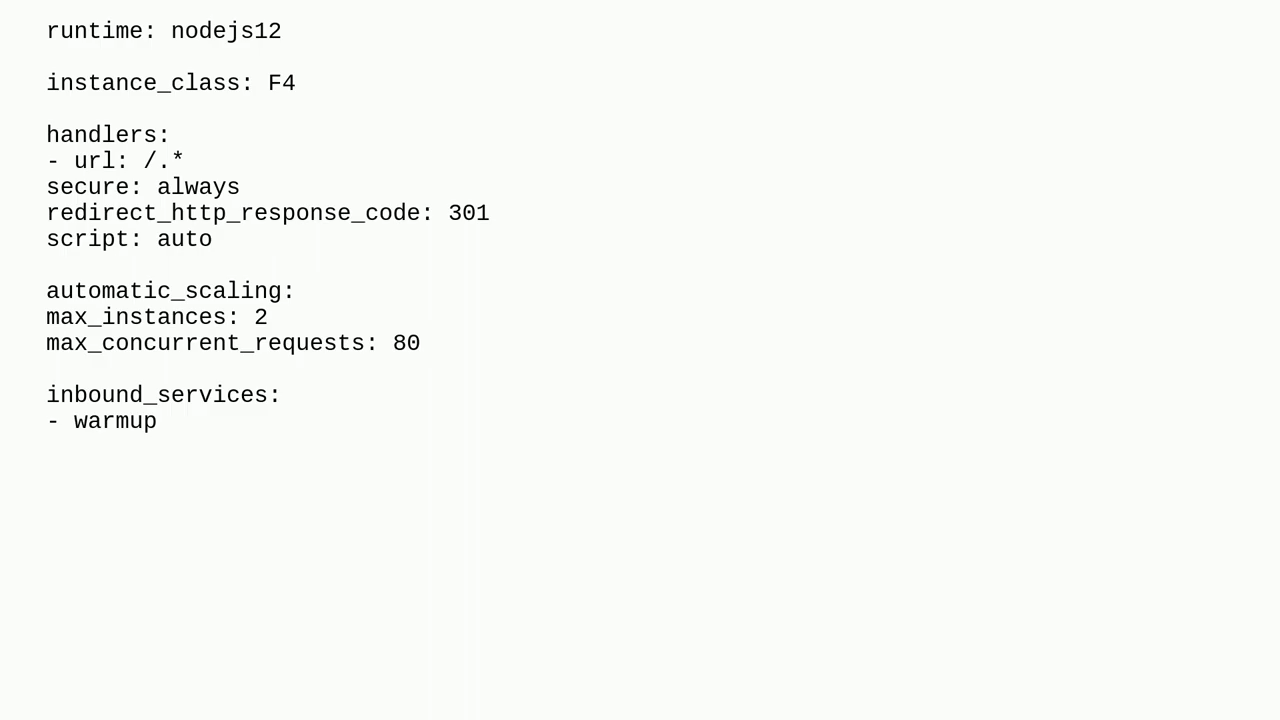 runtime: nodejs12
instance_class: F4
handlers:
- url: /.*
secure: always
redirect_http_response_code: 301
script: auto
automatic_scaling:
max_instances: 2
max_concurrent_requests: 80
inbound_services:
- warmup